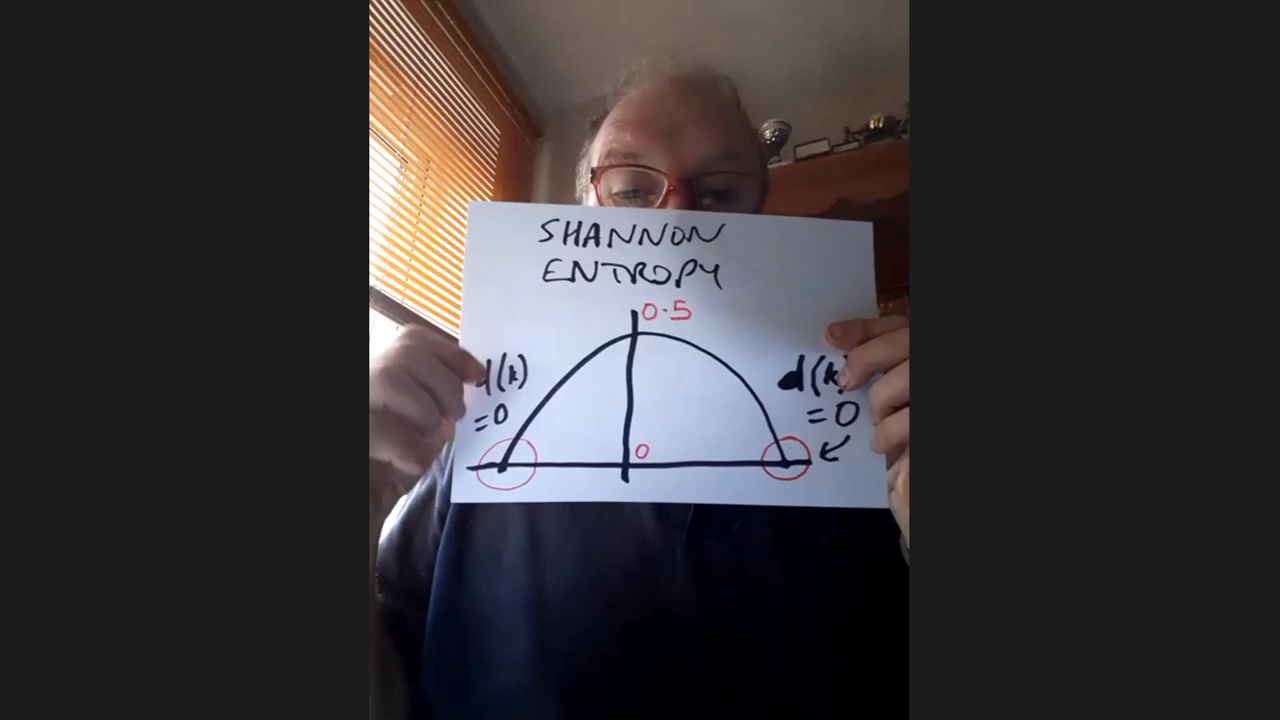 SHANNON
ENTROPY
0.5
d(k)
=0
d(k)
=0
0